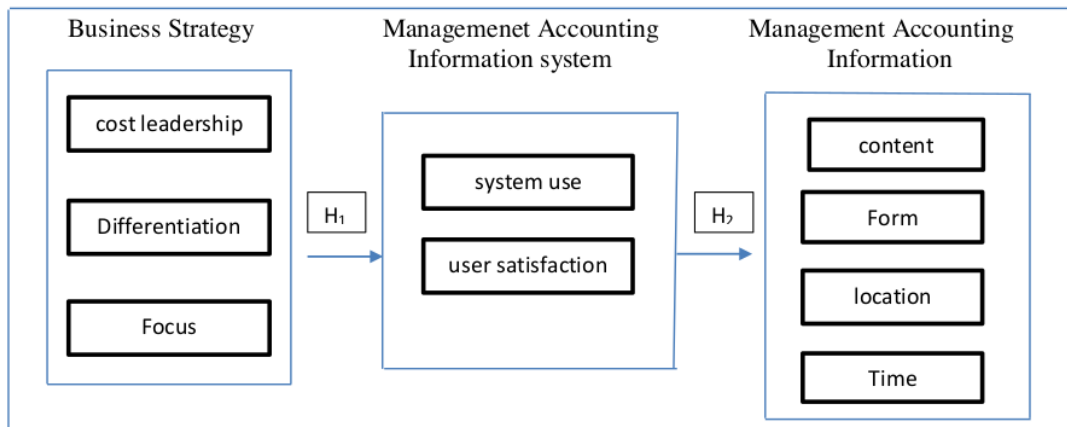 Business Strategy
Managemenet Accounting
Information system
Management Accounting
Information
cost leadership
Differentiation
Focus
H₁
system use
user satisfaction
H₂
content
Form
location
Time